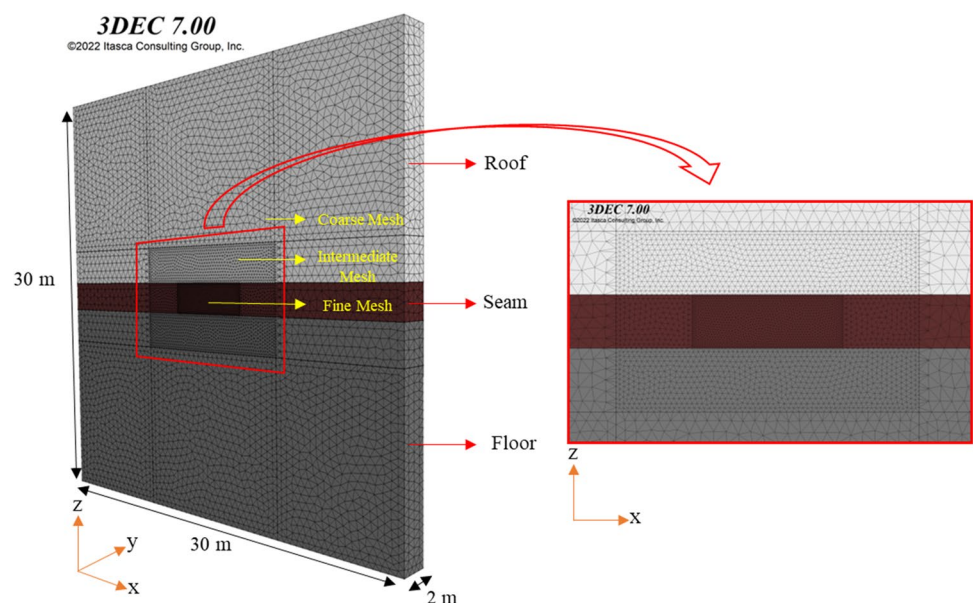 3DEC 7.00
©2022 Itasca Consulting Group, Inc.
Roof
Coarse Mesh
Intermediate
Mesh
Fine Mesh
Seam
Floor
30 m
30 m
2 m
z
y
x
3DEC 7.00
©2022 Itasca Consulting Group, Inc.
z
x